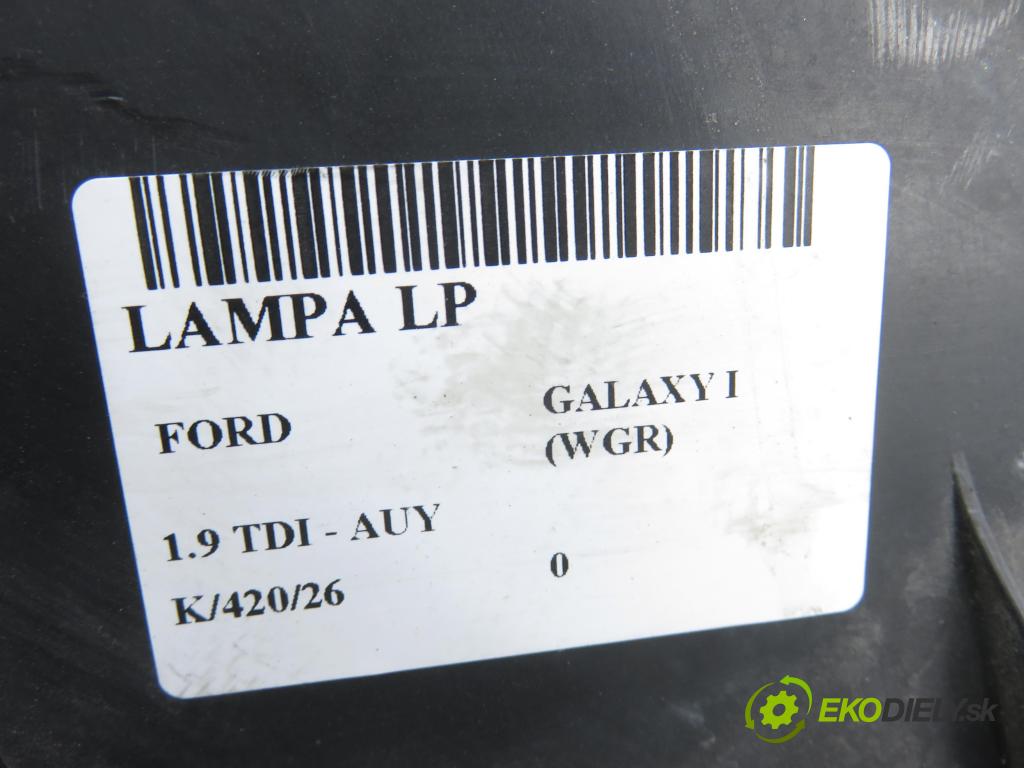 LAMPA LP
FORD
GALAXY I
(WGR)
1.9 TDI - AUY
K/420/26
0
EKODIELY.sk